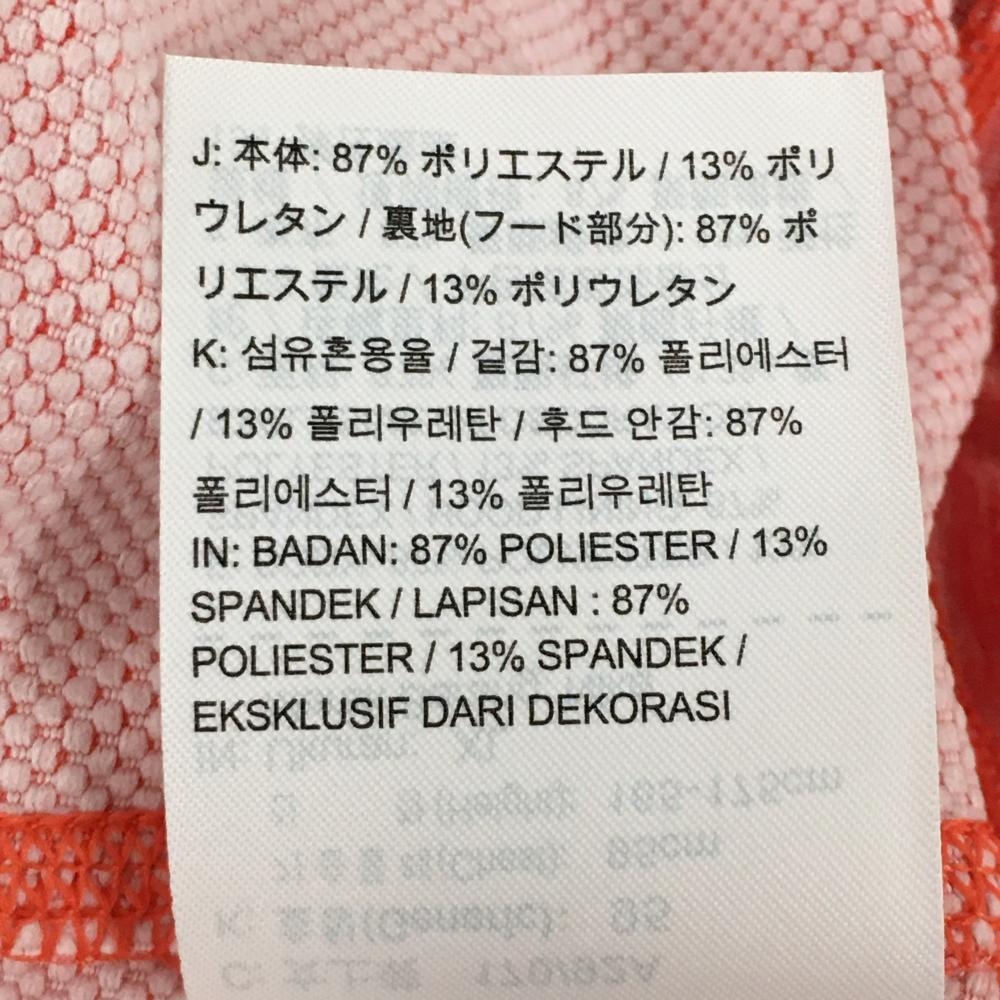 J: 本体: 87% ポリエステル / 13% ポリ
ウレタン / 裏地(フード部分): 87% ポ
リエステル / 13% ポリウレタン
K: 섬유혼용율 / 겉감: 87% 폴리에스터
/ 13% 폴리우레탄 / 후드 안감: 87%
폴리에스터 / 13% 폴리우레탄
IN: BADAN: 87% POLIESTER / 13%
SPANDEK / LAPISAN : 87%
POLIESTER / 13% SPANDEK /
EKSKLUSIF DARI DEKORASI